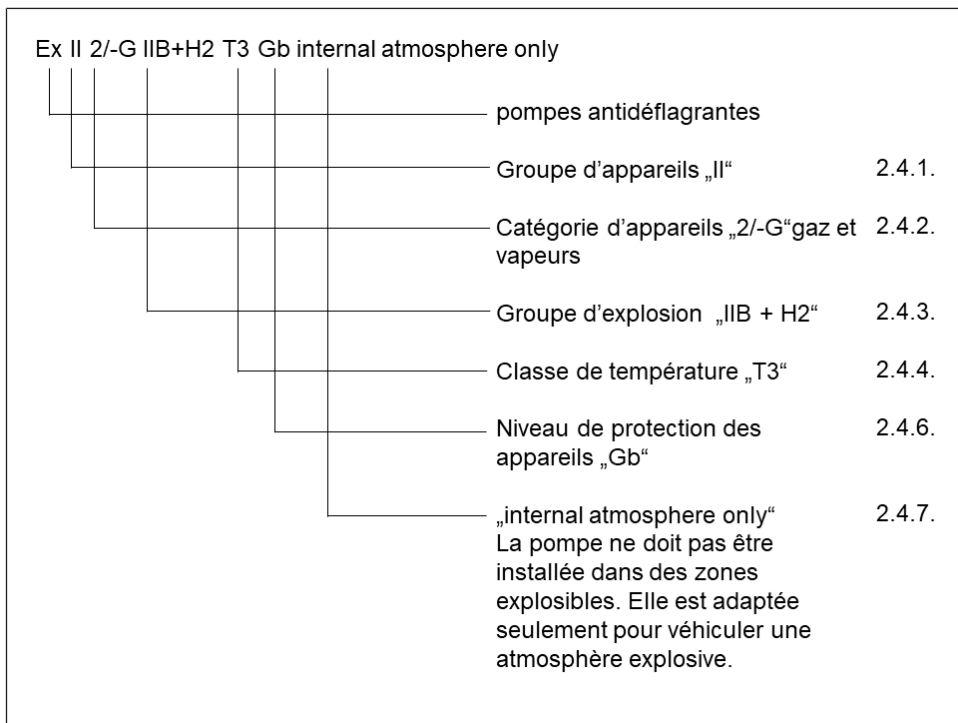 Ex II 2/-G IIB+H2 T3 Gb internal atmosphere only
pompes antidéflagrantes
Groupe d’appareils „II“ 2.4.1.
Catégorie d’appareils „2/-G“gaz et 2.4.2.
vapeurs
Groupe d’explosion „IIB + H2“ 2.4.3.
Classe de température „T3“ 2.4.4.
Niveau de protection des 2.4.6.
appareils „Gb“
„internal atmosphere only“ 2.4.7.
La pompe ne doit pas être
installée dans des zones
explosibles. Elle est adaptée
seulement pour véhiculer une
atmosphère explosive.